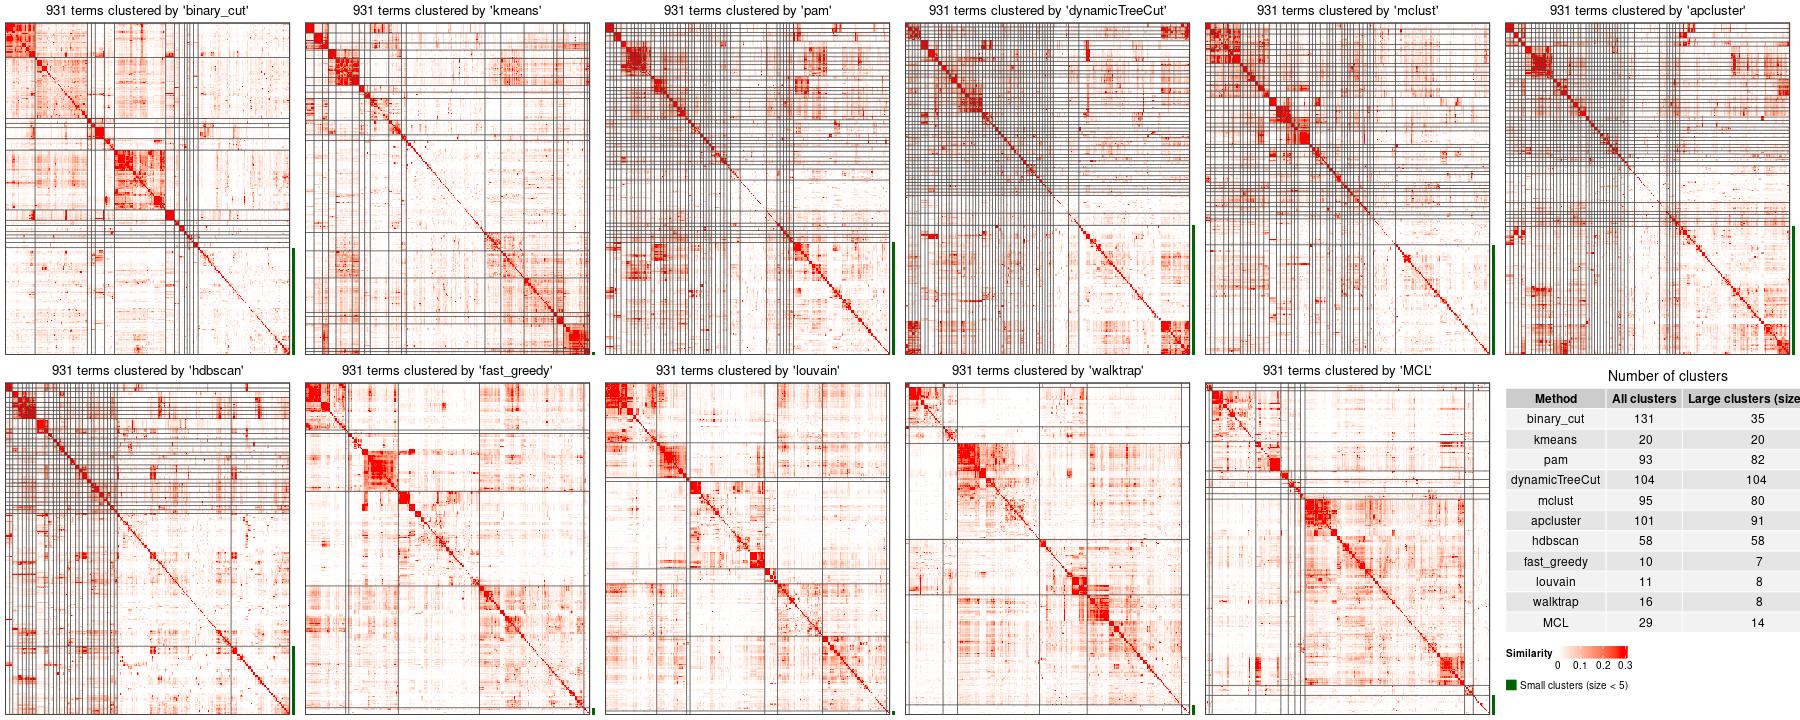 931 terms clustered by 'binary_cut'
931 terms clustered by 'kmeans'
931 terms clustered by 'pam'
931 terms clustered by 'dynamicTreeCut'
931 terms clustered by 'mclust'
931 terms clustered by 'apcluster'
931 terms clustered by 'hdbscan'
931 terms clustered by 'fast_greedy'
931 terms clustered by 'louvain'
931 terms clustered by 'walktrap'
931 terms clustered by 'MCL'
Number of clusters
Method All clusters Large clusters (size
binary_cut 131 35
kmeans 20 20
pam 93 82
dynamicTreeCut 104 104
mclust 95 80
apcluster 101 91
hdbscan 58 58
fast_greedy 10 7
louvain 11 8
walktrap 16 8
MCL 29 14
Similarity
0 0.1 0.2 0.3
Small clusters (size < 5)